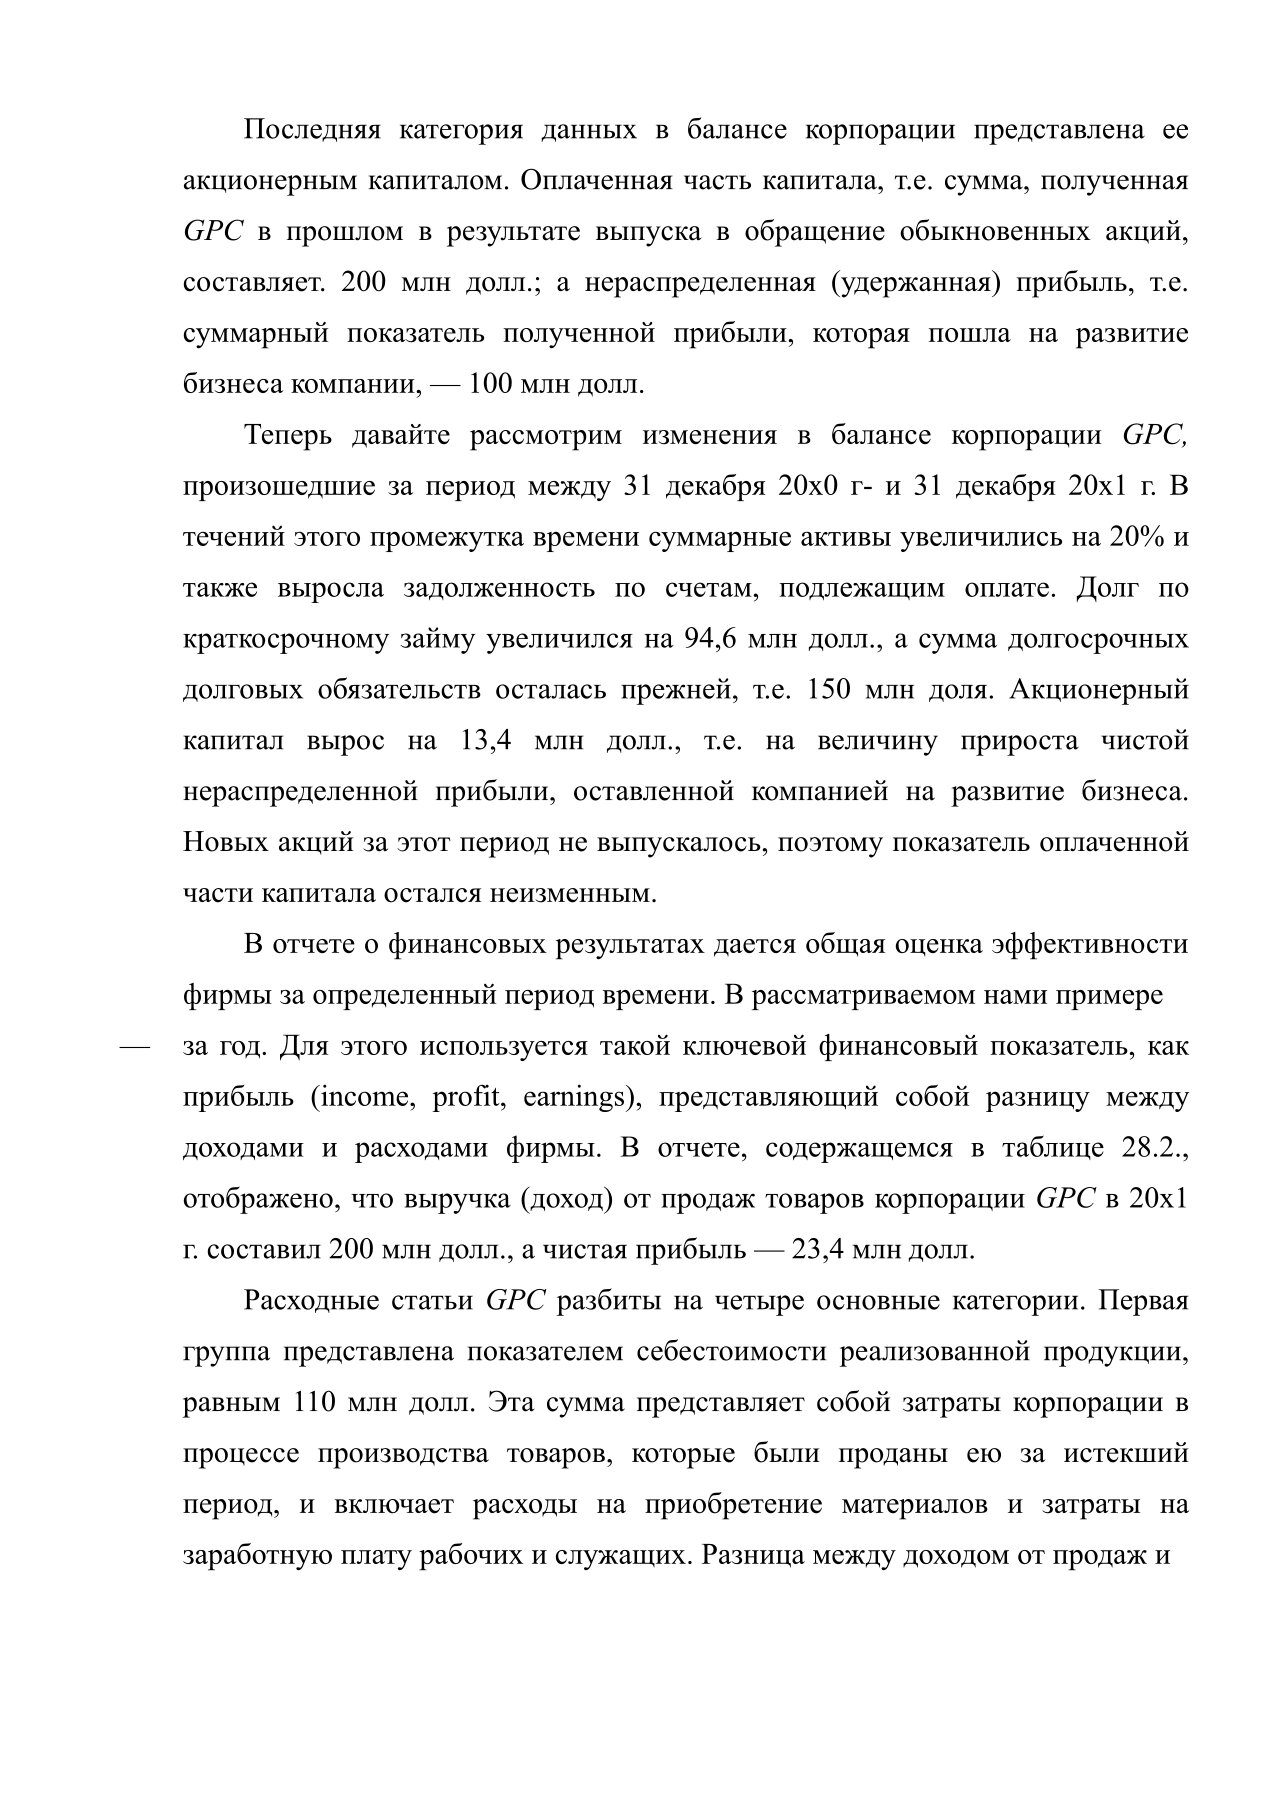 Последняя категория данных в балансе корпорации представлена ее
акционерным капиталом. Оплаченная часть капитала, т.е. сумма, полученная
GPC в прошлом в результате выпуска в обращение обыкновенных акций,
составляет. 200 млн долл.; а нераспределенная (удержанная) прибыль, т.е.
суммарный показатель полученной прибыли, которая пошла на развитие
бизнеса компании, — 100 млн долл.
Теперь давайте рассмотрим изменения в балансе корпорации GPC,
произошедшие за период между 31 декабря 20x0 г- и 31 декабря 20x1 г. В
течений этого промежутка времени суммарные активы увеличились на 20% и
также выросла задолженность по счетам, подлежащим оплате. Долг по
краткосрочному займу увеличился на 94,6 млн долл., а сумма долгосрочных
долговых обязательств осталась прежней, т.е. 150 млн доля. Акционерный
капитал вырос на 13,4 млн долл., т.е. на величину прироста чистой
нераспределенной прибыли, оставленной компанией на развитие бизнеса.
Новых акций за этот период не выпускалось, поэтому показатель оплаченной
части капитала остался неизменным.
В отчете о финансовых результатах дается общая оценка эффективности
фирмы за определенный период времени. В рассматриваемом нами примере
— за год. Для этого используется такой ключевой финансовый показатель, как
прибыль (income, profit, earnings), представляющий собой разницу между
доходами и расходами фирмы. В отчете, содержащемся в таблице 28.2.,
отображено, что выручка (доход) от продаж товаров корпорации GPC в 20x1
г. составил 200 млн долл., а чистая прибыль — 23,4 млн долл.
Расходные статьи GPC разбиты на четыре основные категории. Первая
группа представлена показателем себестоимости реализованной продукции,
равным 110 млн долл. Эта сумма представляет собой затраты корпорации в
процессе производства товаров, которые были проданы ею за истекший
период, и включает расходы на приобретение материалов и затраты на
заработную плату рабочих и служащих. Разница между доходом от продаж и